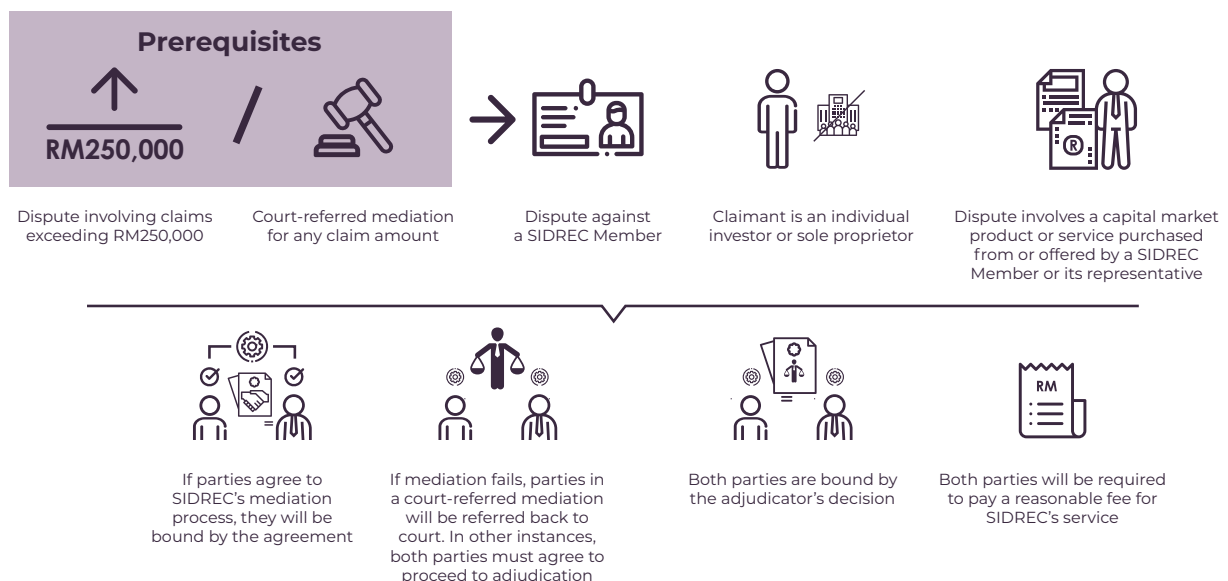 Prerequisites
RM250,000
/
Dispute involving claims
exceeding RM250,000
Court-referred mediation
for any claim amount
Dispute against
a SIDREC Member
Claimant is an individual
investor or sole proprietor
®
Dispute involves a capital market
product or service purchased
from or offered by a SIDREC
Member or its representative
If parties agree to
SIDREC’s mediation
process, they will be
bound by the agreement
If mediation fails, parties in
a court-referred mediation
will be referred back to
court. In other instances,
both parties must agree to
proceed to adjudication
Both parties are bound by
the adjudicator’s decision
RM
Both parties will be required
to pay a reasonable fee for
SIDREC’s service